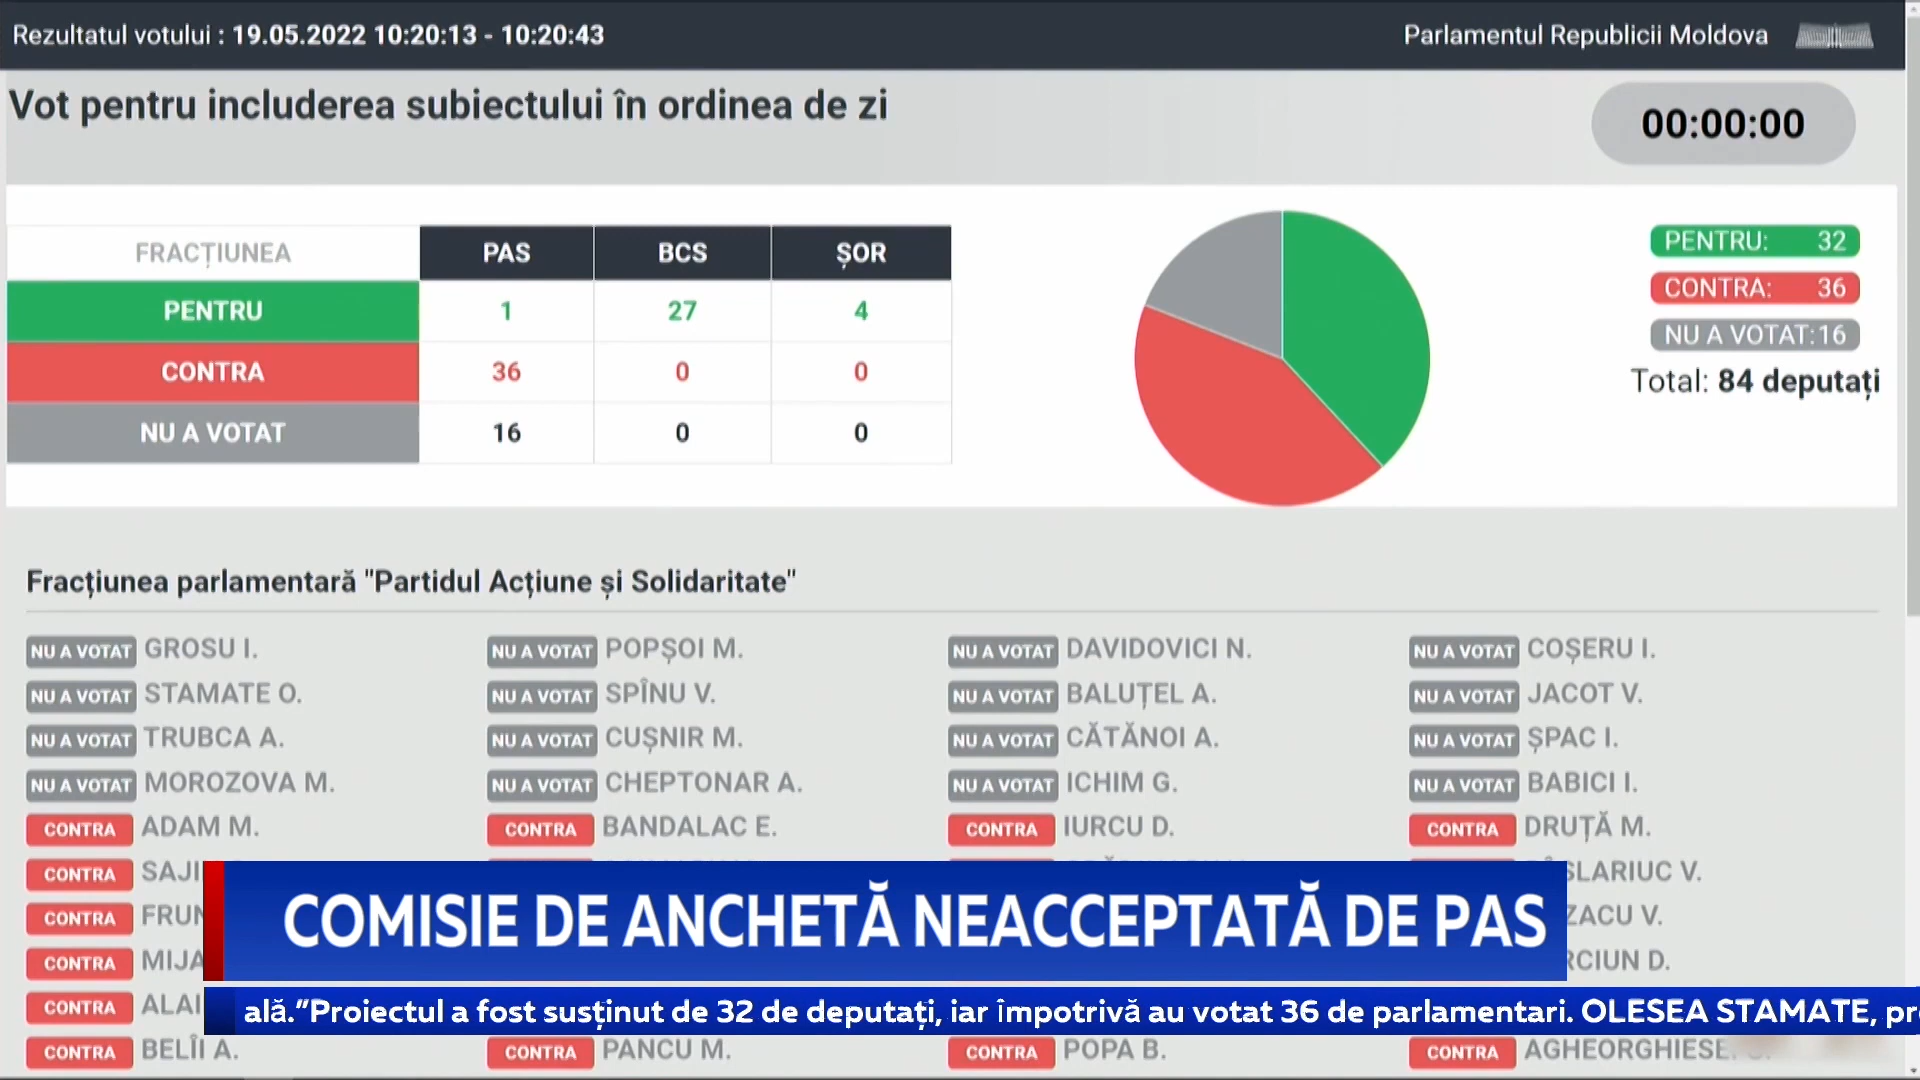 Rezultatul votului : 19.05.2022 10:20:13 - 10:20:43
Parlamentul Republicii Moldova
Vot pentru includerea subiectului în ordinea de zi
00:00:00
FRACȚIUNEA PAS BCS ȘOR
PENTRU 1 27 4
CONTRA 36 0 0
NU A VOTAT 16 0 0
PENTRU: 32
CONTRA: 36
NU A VOTAT: 16
Total: 84 deputați
Fracțiunea parlamentară "Partidul Acțiune și Solidaritate"
NU A VOTAT GROSU I. NU A VOTAT POPȘOI M. NU A VOTAT DAVIDOVICI N. NU A VOTAT COȘERU I.
NU A VOTAT STAMATE O. NU A VOTAT SPÎNU V. NU A VOTAT BALUȚEL A. NU A VOTAT JACOT V.
NU A VOTAT TRUBCA A. NU A VOTAT CUȘNIR M. NU A VOTAT CĂTĂNOI A. NU A VOTAT ȘPAC I.
NU A VOTAT MOROZOVA M. NU A VOTAT CHEPTONAR A. NU A VOTAT ICHIM G. NU A VOTAT BABICI I.
CONTRA ADAM M. CONTRA BANDALAC E. CONTRA IURCU D. CONTRA DRUȚĂ M.
CONTRA SAJI SLARIUC V.
CONTRA FRUN ZACU V.
CONTRA MIJA RCIUN D.
CONTRA ALAI
COMISIE DE ANCHETĂ NEACCEPTATĂ DE PAS
ală."Proiectul a fost susținut de 32 de deputați, iar împotrivă au votat 36 de parlamentari. OLESEA STAMATE, pr
CONTRA BELÎI A. CONTRA PANCU M. CONTRA POPA B. CONTRA AGHEORGHIESE